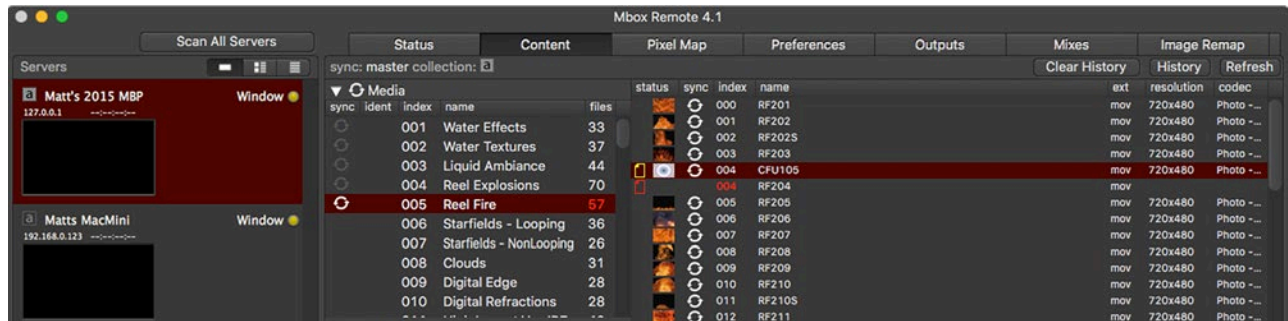 Mbox Remote 4.1
Scan All Servers
Status Content Pixel Map Preferences Outputs Mixes Image Remap
Servers
sync: master collection: a
Clear History History Refresh
a Matt's 2015 MBP Window
127.0.0.1 --:--:--:--
a Matts MacMini Window
192.168.0.123 --:--:--:--
Media
sync ident index name files
001 Water Effects 33
002 Water Textures 37
003 Liquid Ambiance 44
004 Reel Explosions 70
005 Reel Fire 57
006 Starfields - Looping 36
007 Starfields - NonLooping 26
008 Clouds 31
009 Digital Edge 28
010 Digital Refractions 28
status sync index name ext resolution codec
000 RF201 mov 720x480 Photo -...
001 RF202 mov 720x480 Photo -...
002 RF202S mov 720x480 Photo -...
003 RF203 mov 720x480 Photo -...
004 CFU105 mov 720x480 Photo -...
004 RF204 mov
005 RF205 mov 720x480 Photo -...
006 RF206 mov 720x480 Photo -...
007 RF207 mov 720x480 Photo -...
008 RF208 mov 720x480 Photo -...
009 RF209 mov 720x480 Photo -...
010 RF210 mov 720x480 Photo -...
011 RF210S mov 720x480 Photo -...
012 RF211 mov 720x480 Photo -...